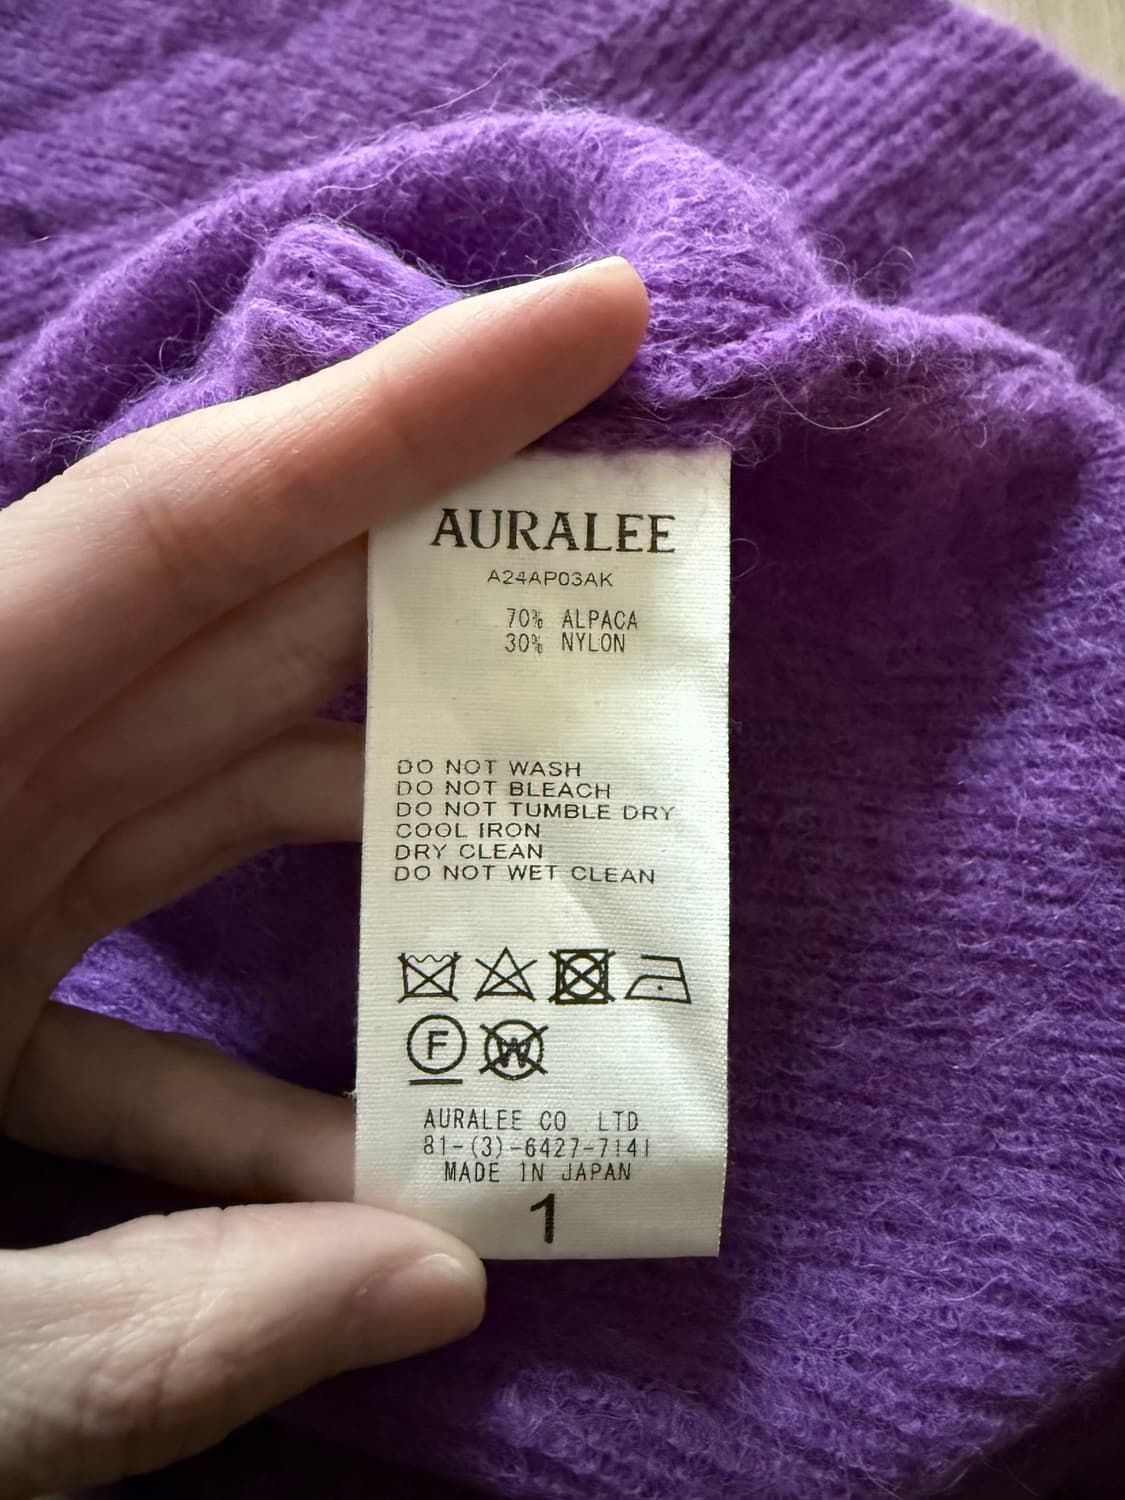 AURALEE
A24AP03AK
70% ALPACA
30% NYLON
DO NOT WASH
DO NOT BLEACH
DO NOT TUMBLE DRY
COOL IRON
DRY CLEAN
DO NOT WET CLEAN
F W
AURALEE CO LTD
81-(3)-6427-7141
MADE IN JAPAN
1